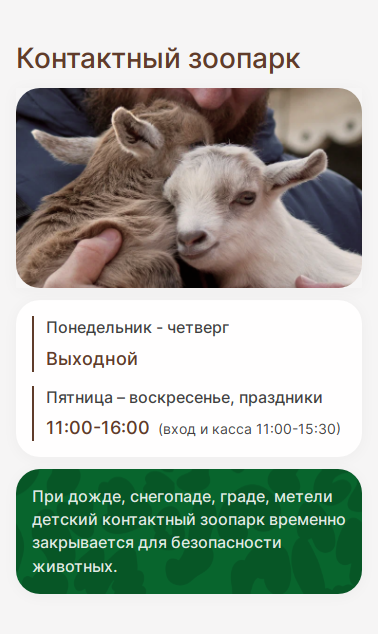 Контактный зоопарк
Понедельник - четверг
Выходной
Пятница – воскресенье, праздники
11:00-16:00 (вход и касса 11:00-15:30)
При дожде, снегопаде, граде, метели
детский контактный зоопарк временно
закрывается для безопасности
животных.